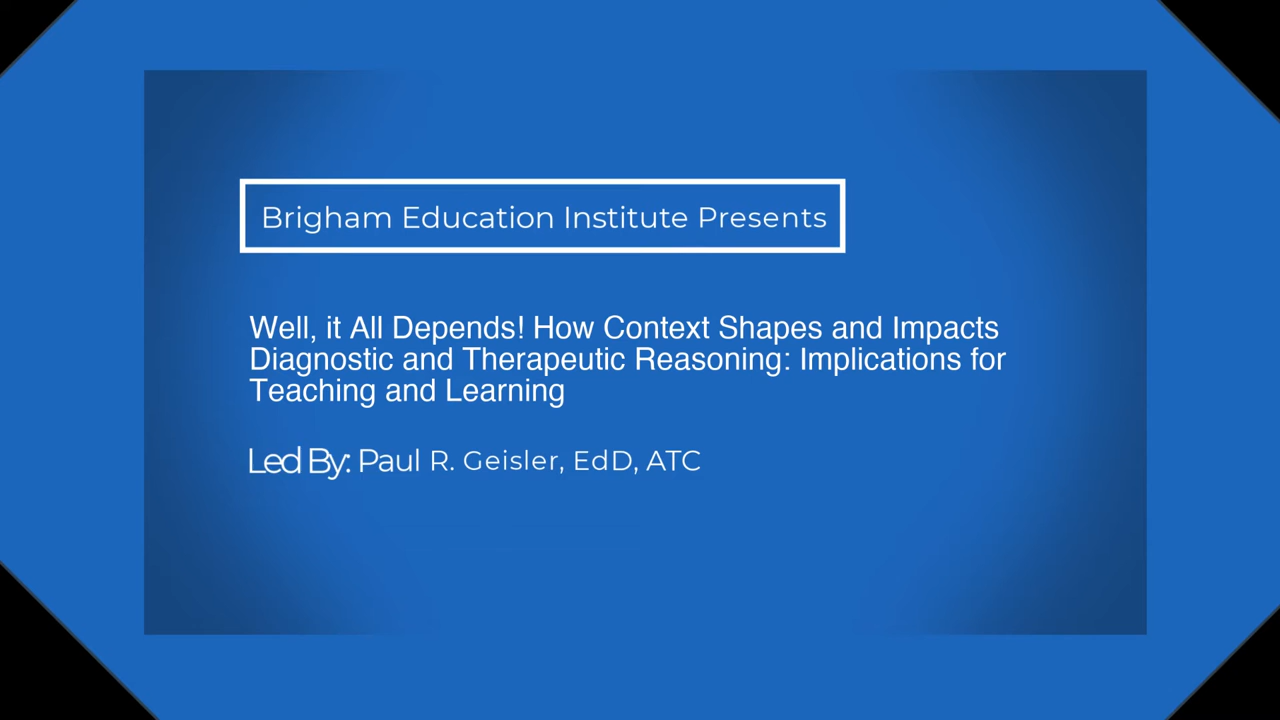 Brigham Education Institute Presents
Well, it All Depends! How Context Shapes and Impacts
Diagnostic and Therapeutic Reasoning: Implications for
Teaching and Learning
Led By: Paul R. Geisler, EdD, ATC